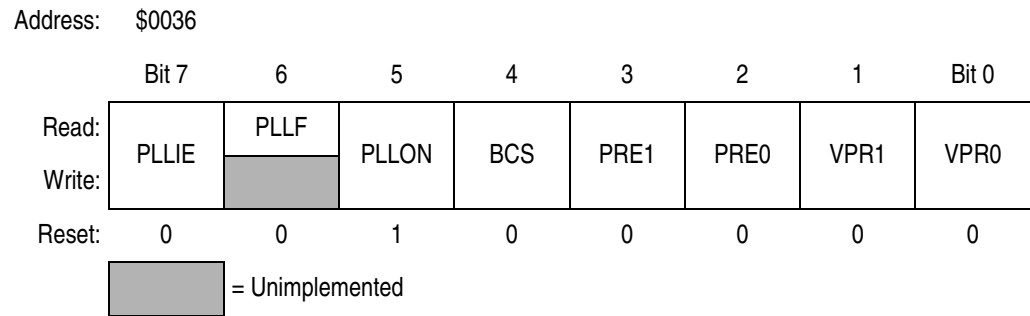 Address: $0036
Bit 7 6 5 4 3 2 1 Bit 0
Read: PLLIE PLLF PLLON BCS PRE1 PRE0 VPR1 VPR0
Write:
Reset: 0 0 1 0 0 0 0 0
= Unimplemented